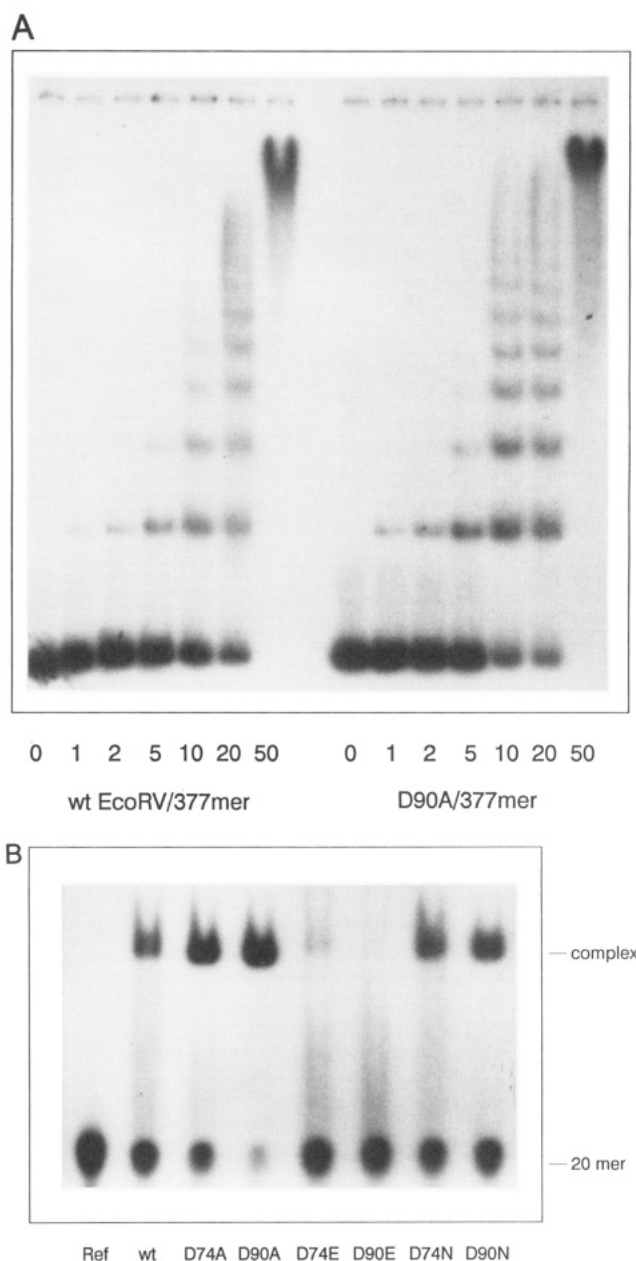 A
0 1 2 5 10 20 50 0 1 2 5 10 20 50
wt EcoRV/377mer D90A/377mer
B
complex
20 mer
Ref wt D74A D90A D74E D90E D74N D90N